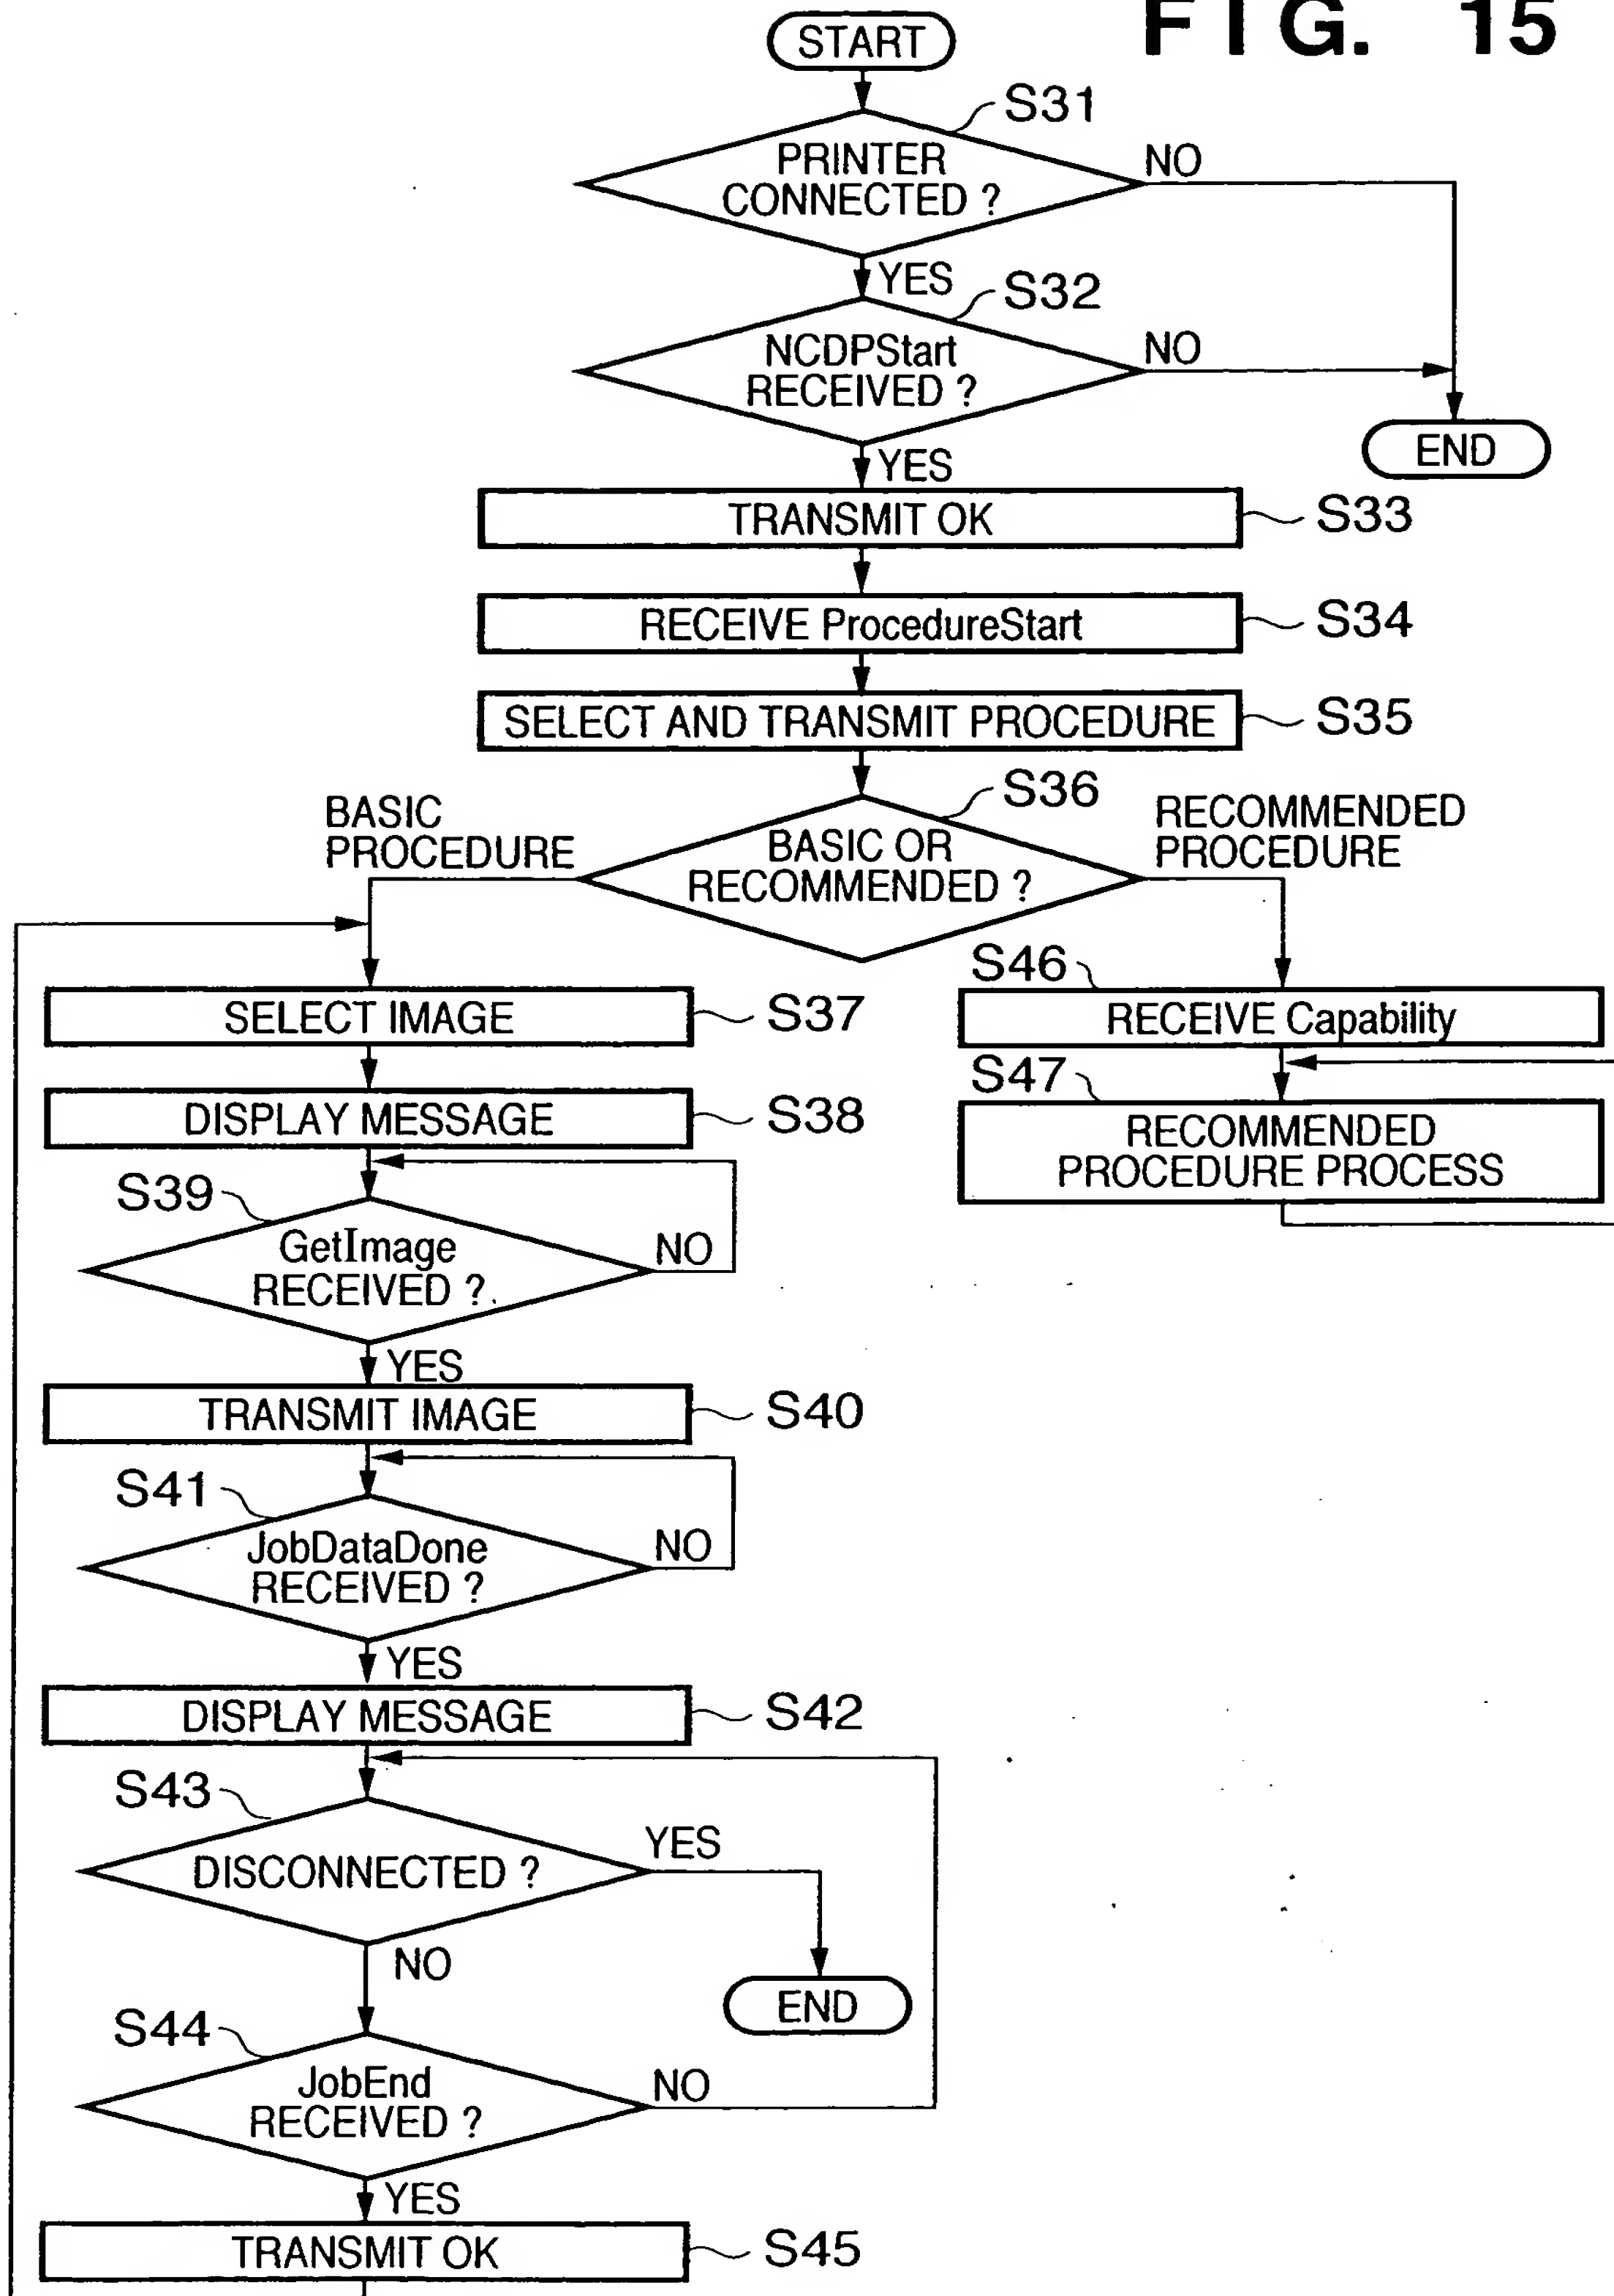 FIG. 15
START
S31
PRINTER
CONNECTED ?
NO
YES
S32
NCDPStart
RECEIVED ?
NO
END
YES
TRANSMIT OK
S33
RECEIVE ProcedureStart
S34
SELECT AND TRANSMIT PROCEDURE
S35
S36
BASIC
PROCEDURE
BASIC OR
RECOMMENDED ?
RECOMMENDED
PROCEDURE
SELECT IMAGE
S37
S46
RECEIVE Capability
DISPLAY MESSAGE
S38
S47
RECOMMENDED
PROCEDURE PROCESS
S39
GetImage
RECEIVED ?
NO
YES
TRANSMIT IMAGE
S40
S41
JobDataDone
RECEIVED ?
NO
YES
DISPLAY MESSAGE
S42
S43
DISCONNECTED ?
YES
NO
END
S44
JobEnd
RECEIVED ?
NO
YES
TRANSMIT OK
S45